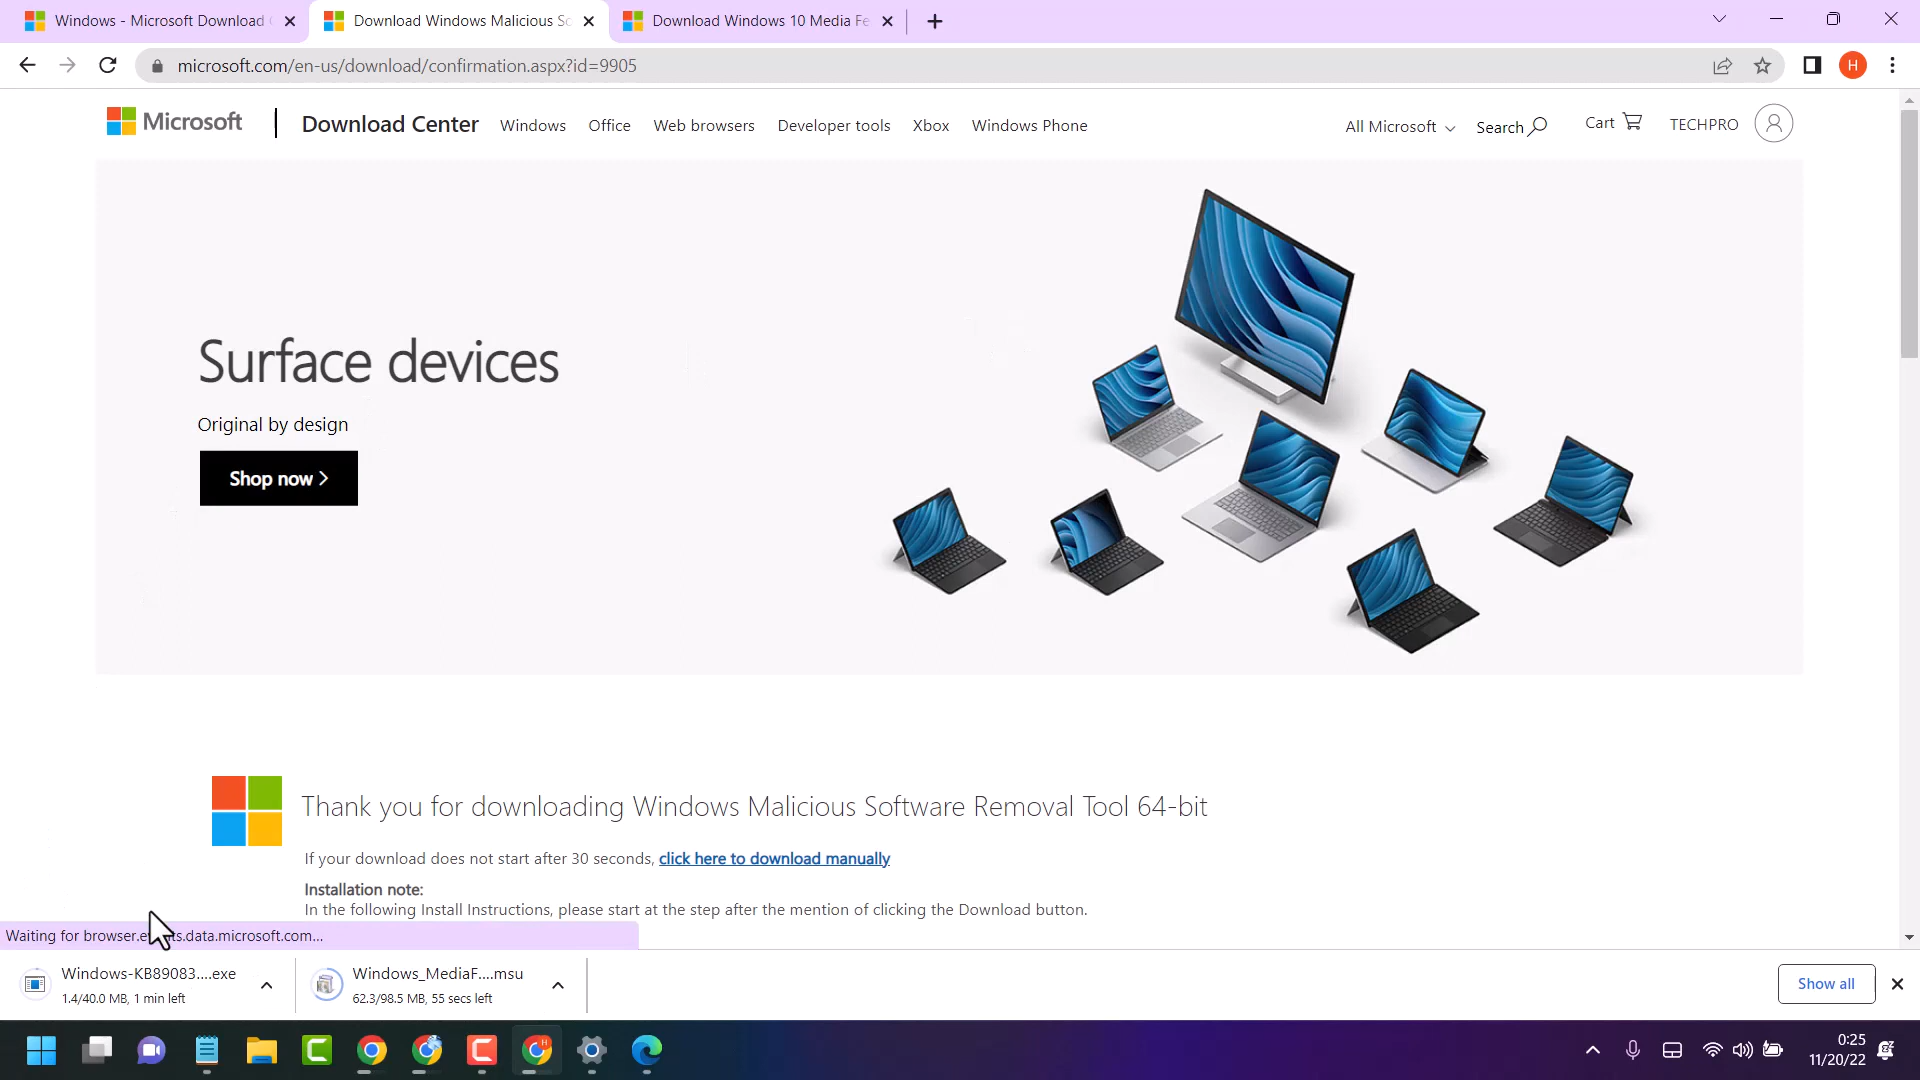 Windows - Microsoft Download C
Download Windows Malicious So
Download Windows 10 Media Fe
microsoft.com/en-us/download/confirmation.aspx?id=9905
H
Microsoft
Download Center
Windows
Office
Web browsers
Developer tools
Xbox
Windows Phone
All Microsoft
Search
Cart
TECHPRO
Surface devices
Original by design
Shop now >
Thank you for downloading Windows Malicious Software Removal Tool 64-bit
If your download does not start after 30 seconds, click here to download manually
Installation note:
In the following Install Instructions, please start at the step after the mention of clicking the Download button.
Waiting for browser.e ts.data.microsoft.com...
Windows-KB89083....exe
1.4/40.0 MB, 1 min left
Windows_MediaF....msu
62.3/98.5 MB, 55 secs left
Show all
0:25
11/20/22